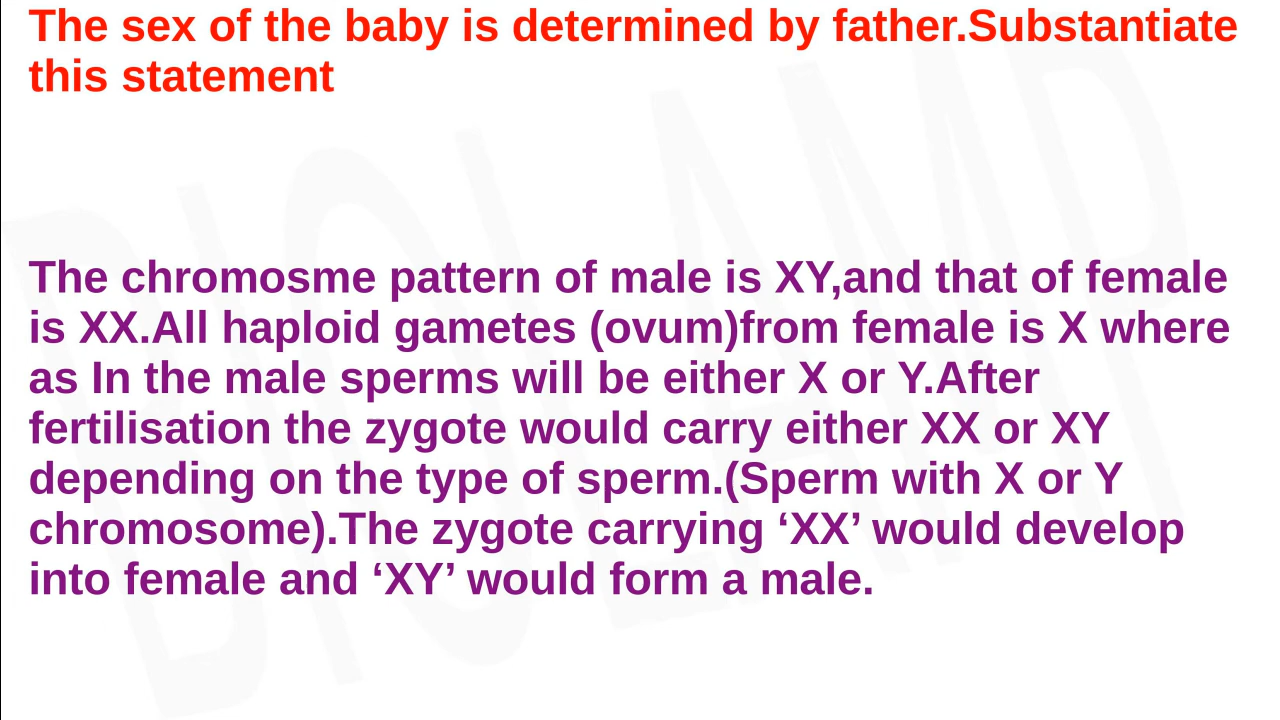 The sex of the baby is determined by father.Substantiate
this statement
The chromosme pattern of male is XY,and that of female
is XX.All haploid gametes (ovum)from female is X where
as In the male sperms will be either X or Y.After
fertilisation the zygote would carry either XX or XY
depending on the type of sperm.(Sperm with X or Y
chromosome).The zygote carrying ‘XX’ would develop
into female and ‘XY’ would form a male.
BIOLAMP